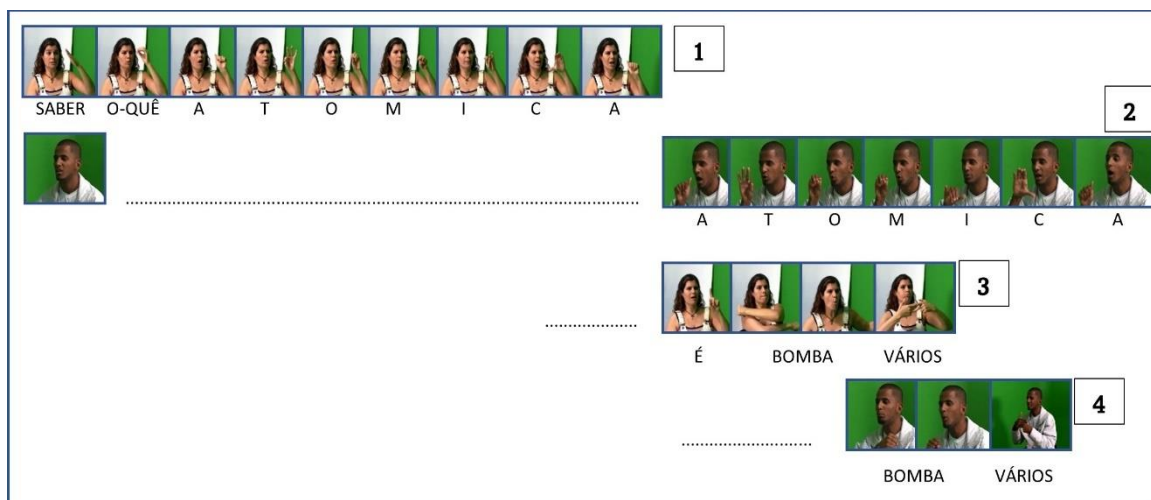 1
SABER O-QUÊ A T O M I C A
2
....................................................................................................................
A T O M I C A
3
....................
É BOMBA VÁRIOS
4
............................
BOMBA VÁRIOS